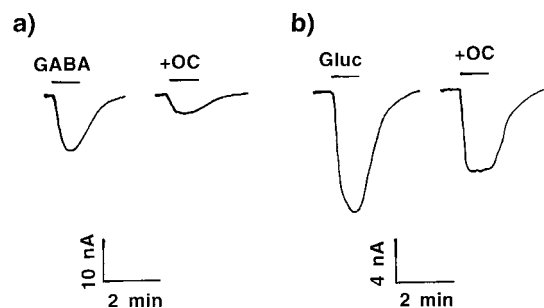 a)
GABA
+OC
10 nA
2 min
b)
Gluc
+OC
4 nA
2 min